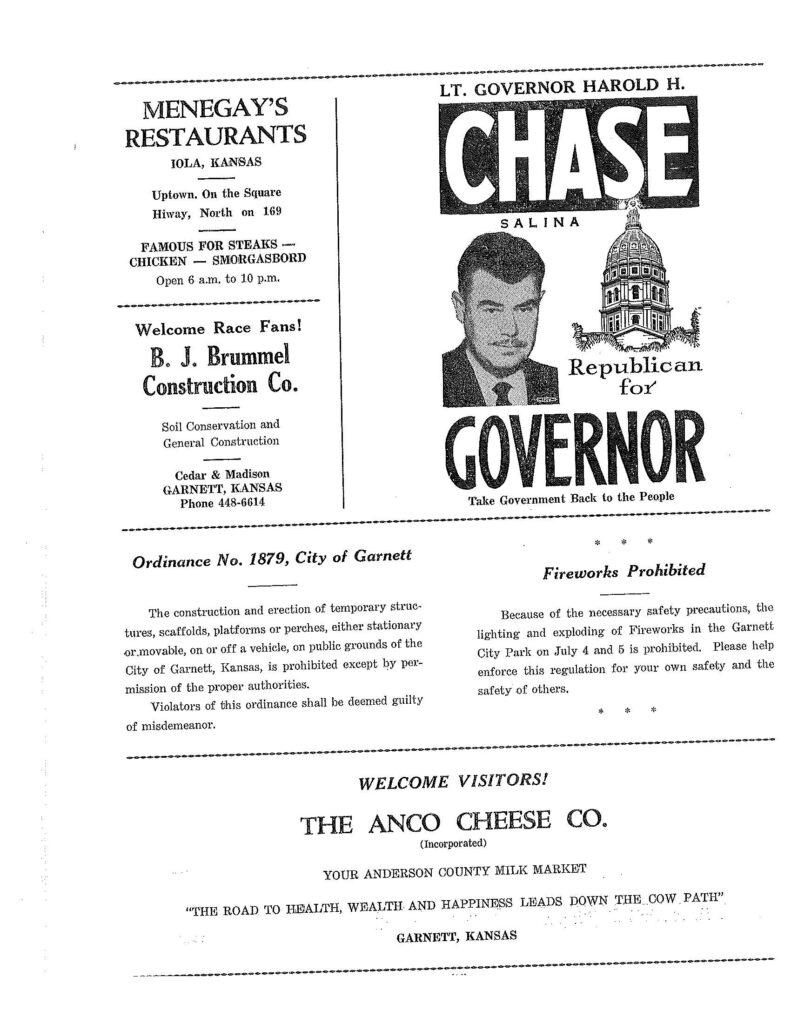 MENEGAY'S
RESTAURANTS
IOLA, KANSAS
Uptown. On the Square
Hiway, North on 169
FAMOUS FOR STEAKS —
CHICKEN — SMORGASBORD
Open 6 a.m. to 10 p.m.
Welcome Race Fans!
B. J. Brummel
Construction Co.
Soil Conservation and
General Construction
Cedar & Madison
GARNETT, KANSAS
Phone 448-6614
LT. GOVERNOR HAROLD H.
CHASE
SALINA
Republican
for
GOVERNOR
Take Government Back to the People
Ordinance No. 1879, City of Garnett
The construction and erection of temporary struc-
tures, scaffolds, platforms or perches, either stationary
or movable, on or off a vehicle, on public grounds of the
City of Garnett, Kansas, is prohibited except by per-
mission of the proper authorities.
Violators of this ordinance shall be deemed guilty
of misdemeanor.
* * *
Fireworks Prohibited
Because of the necessary safety precautions, the
lighting and exploding of Fireworks in the Garnett
City Park on July 4 and 5 is prohibited. Please help
enforce this regulation for your own safety and the
safety of others.
* * *
WELCOME VISITORS!
THE ANCO CHEESE CO.
(Incorporated)
YOUR ANDERSON COUNTY MILK MARKET
"THE ROAD TO HEALTH, WEALTH AND HAPPINESS LEADS DOWN THE COW PATH"
GARNETT, KANSAS